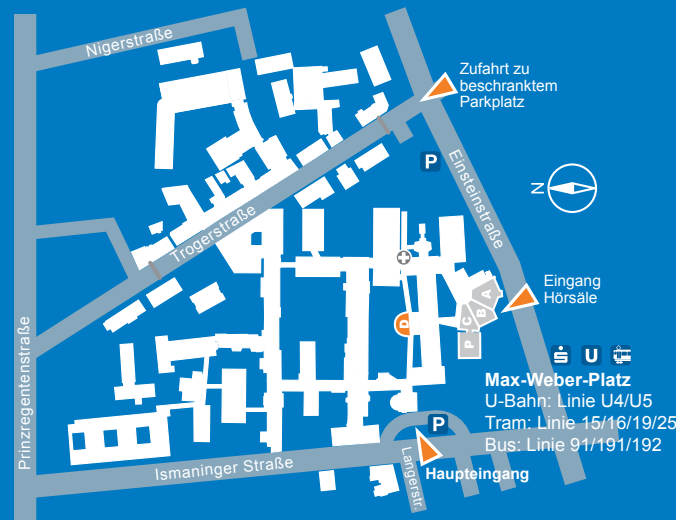 Nigerstraße
Zufahrt zu
beschranktem
Parkplatz
P
Einsteinstraße
N
Trogerstraße
Eingang
Hörsäle
A
B
C
D
P
Prinzregentenstraße
S U
Max-Weber-Platz
U-Bahn: Linie U4/U5
Tram: Linie 15/16/19/25
Bus: Linie 91/191/192
P
Ismaninger Straße
Langerstr.
Haupteingang